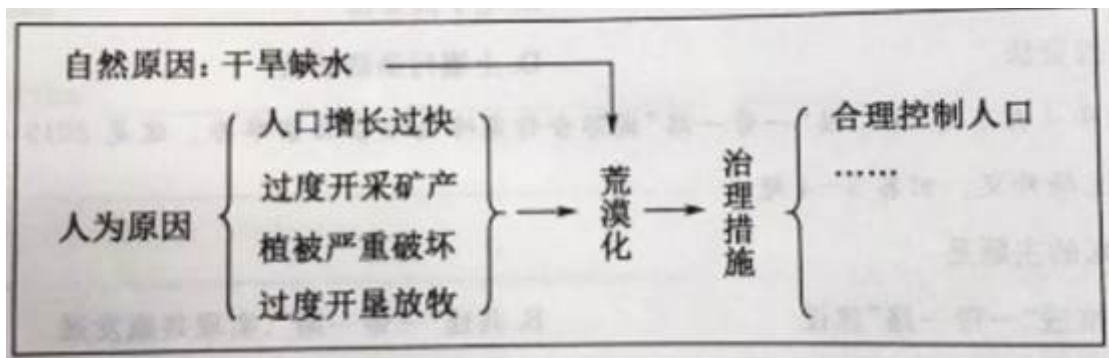 自然原因：干旱缺水
人为原因
人口增长过快
过度开采矿产
植被严重破坏
过度开垦放牧
荒漠化
治理措施
合理控制人口
……